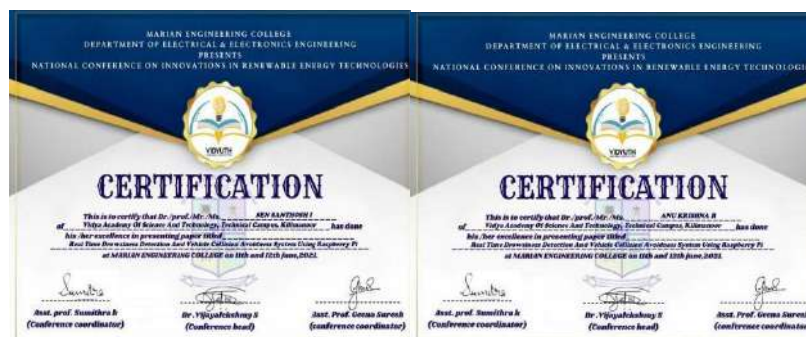 MARIAN ENGINEERING COLLEGE
DEPARTMENT OF ELECTRICAL & ELECTRONICS ENGINEERING
PRESENTS
NATIONAL CONFERENCE ON INNOVATIONS IN RENEWABLE ENERGY TECHNOLOGIES
VIDYUTH
CERTIFICATION
This is to certify that Dr./prof./Mr./Ms. SEN SANTHOSH I
of Vidya Academy Of Science And Technology, Technical Campus, Kilimanoor has done
his /her excellence in presenting paper titled
Real Time Drowsiness Detection And Vehicle Collision Avoidance System Using Raspberry Pi
at MARIAN ENGINEERING COLLEGE on 11th and 12th june,2021.
Asst. prof. Sumithra k
(Conference coordinator)
Dr .Vijayalekshmy S
(Conference head)
Asst. Prof. Geena Suresh
(conference coordinator)
MARIAN ENGINEERING COLLEGE
DEPARTMENT OF ELECTRICAL & ELECTRONICS ENGINEERING
PRESENTS
NATIONAL CONFERENCE ON INNOVATIONS IN RENEWABLE ENERGY
VIDYUTH
CERTIFICATION
This is to certify that Dr./prof./Mr./Ms. ANU KRISHNA B
of Vidya Academy Of Science And Technology, Technical Campus, Kilimanoor has done
his /her excellence in presenting paper titled
Real Time Drowsiness Detection And Vehicle Collision Avoidance System Using Raspberry Pi
at MARIAN ENGINEERING COLLEGE on 11th and 12th june,2021.
Asst. prof. Sumithra k
(Conference coordinator)
Dr .Vijayalekshmy S
(Conference head)
Asst. Prof. Geena Suresh
(conference coordinator)